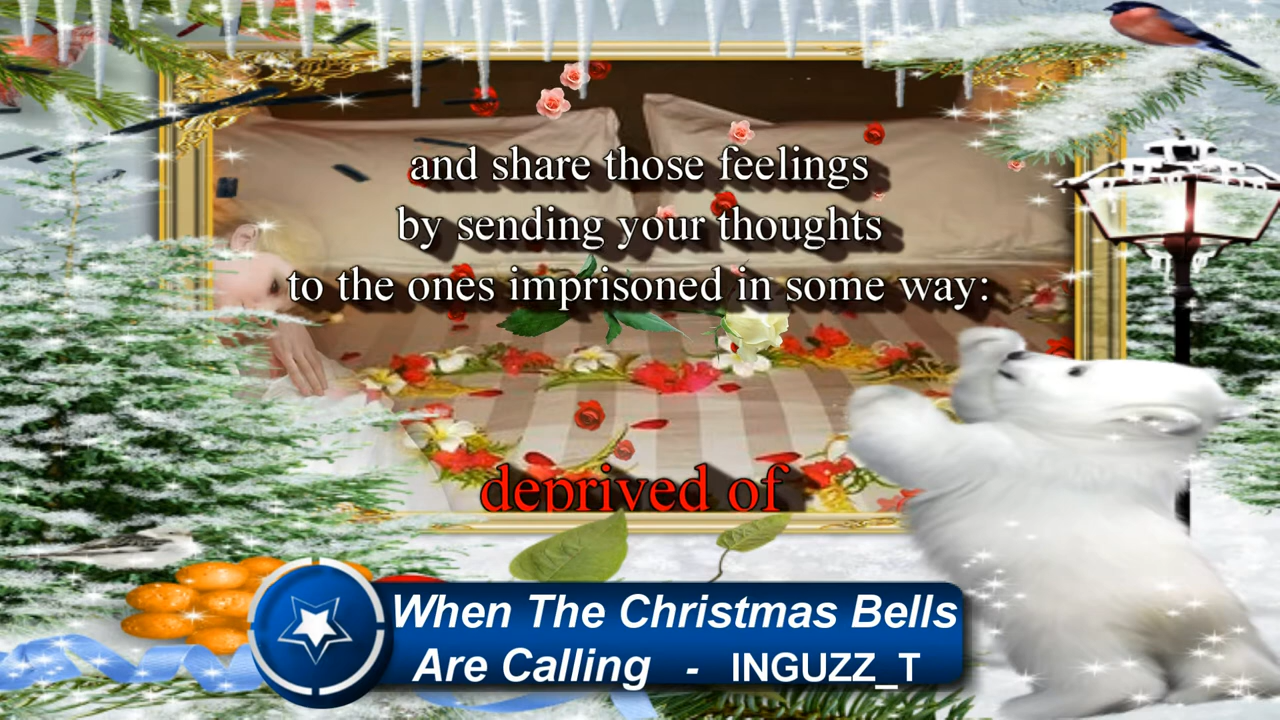 and share those feelings
by sending your thoughts
to the ones imprisoned in some way:
deprived of
When The Christmas Bells
Are Calling - INGUZZ_T